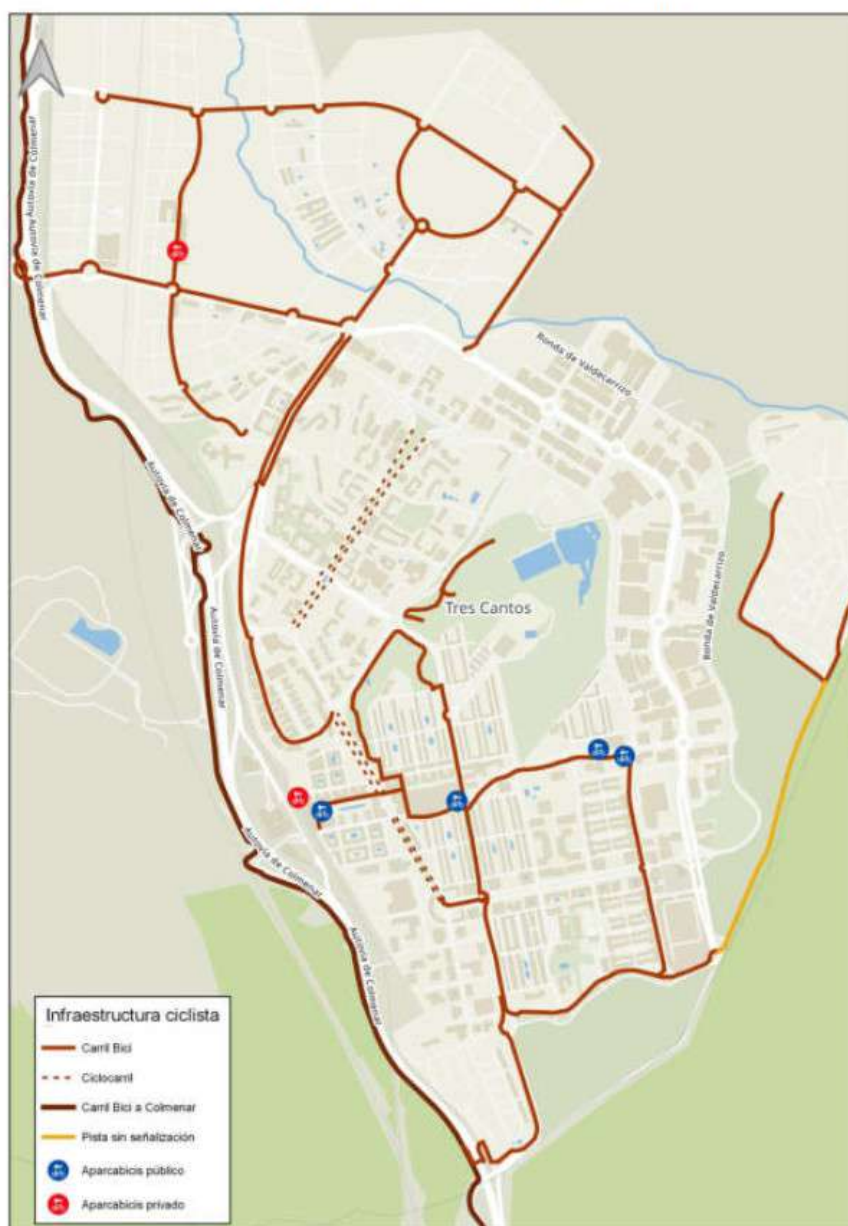 Autovía de Colmenar
Autovía de Colmenar
Ronda de Valdecarrizo
Autovía de Colmenar
Autovía de Colmenar
Tres Cantos
Ronda de Valdecarrizo
Autovía de Colmenar
Autovía de Colmenar
Infraestructura ciclista
Carril Bici
Ciclocarril
Carril Bici a Colmenar
Pista sin señalización
Aparcabicis público
Aparcabicis privado